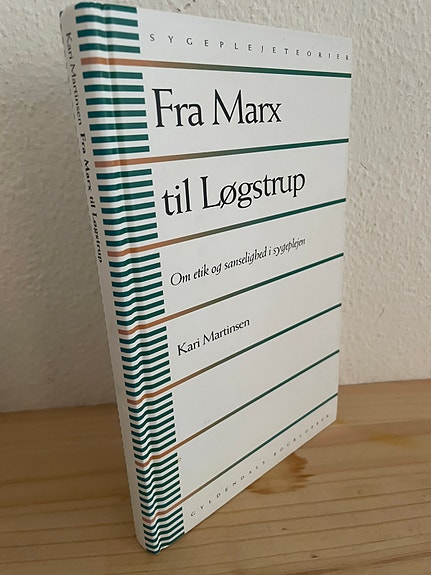 SYGEPLEJETEORIER
Fra Marx
til Løgstrup
Om etik og sanselighed i sygeplejen
Kari Martinsen
GYLDENDALS BOGKLUBBER
Kari Martinsen Fra Marx til Løgstrup